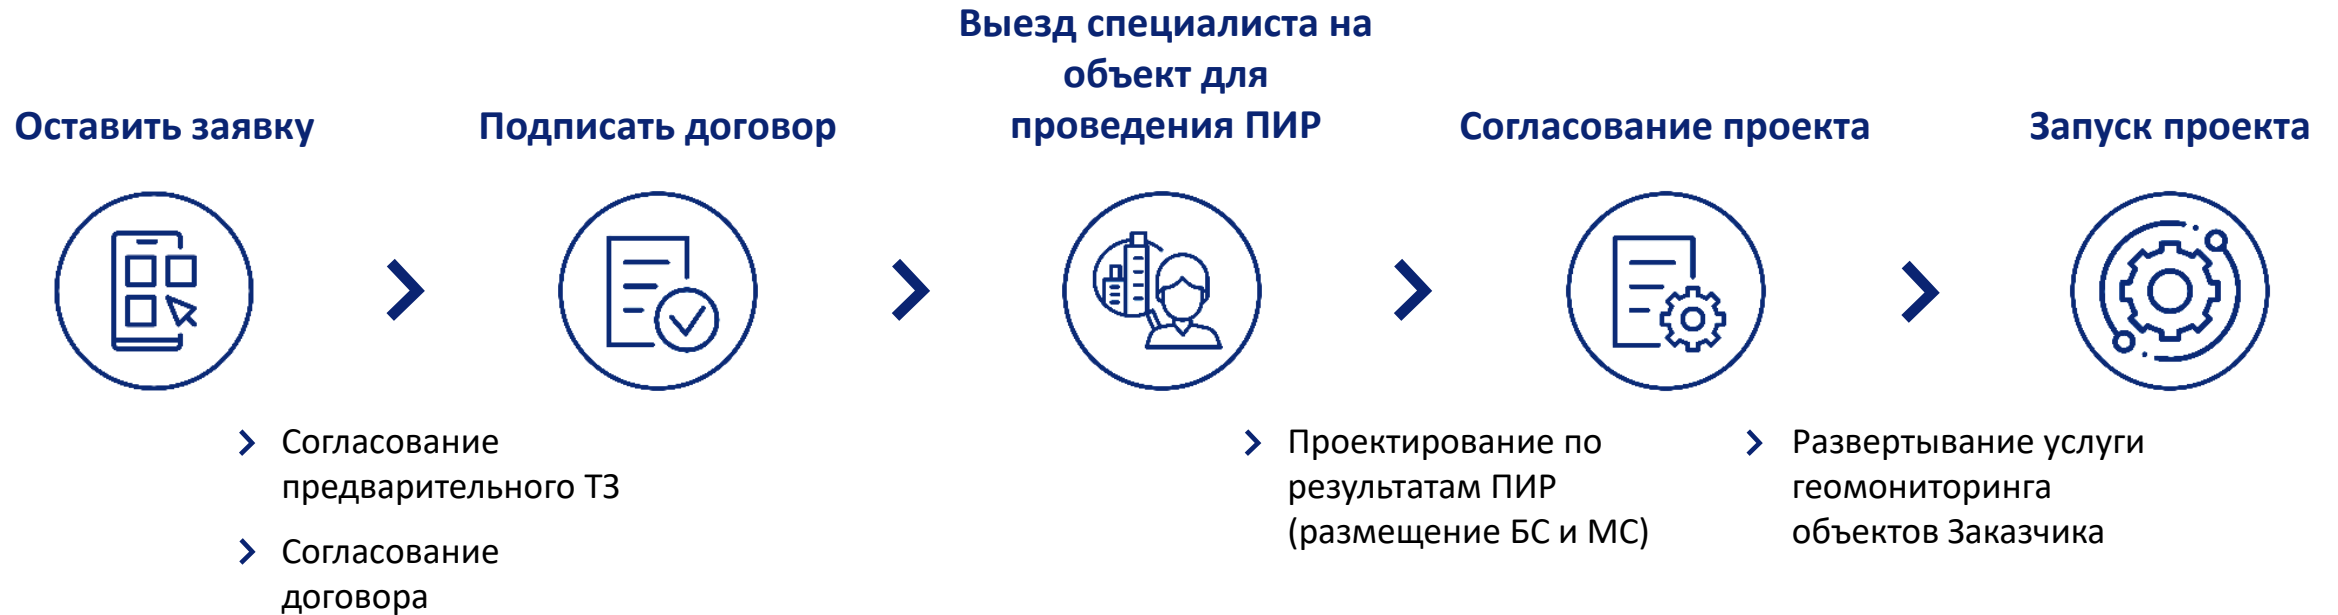 Оставить заявку
Подписать договор
Выезд специалиста на
объект для
проведения ПИР
Согласование проекта
Запуск проекта
Согласование
предварительного ТЗ
Согласование
договора
Проектирование по
результатам ПИР
(размещение БС и МС)
Развертывание услуги
геомониторинга
объектов Заказчика